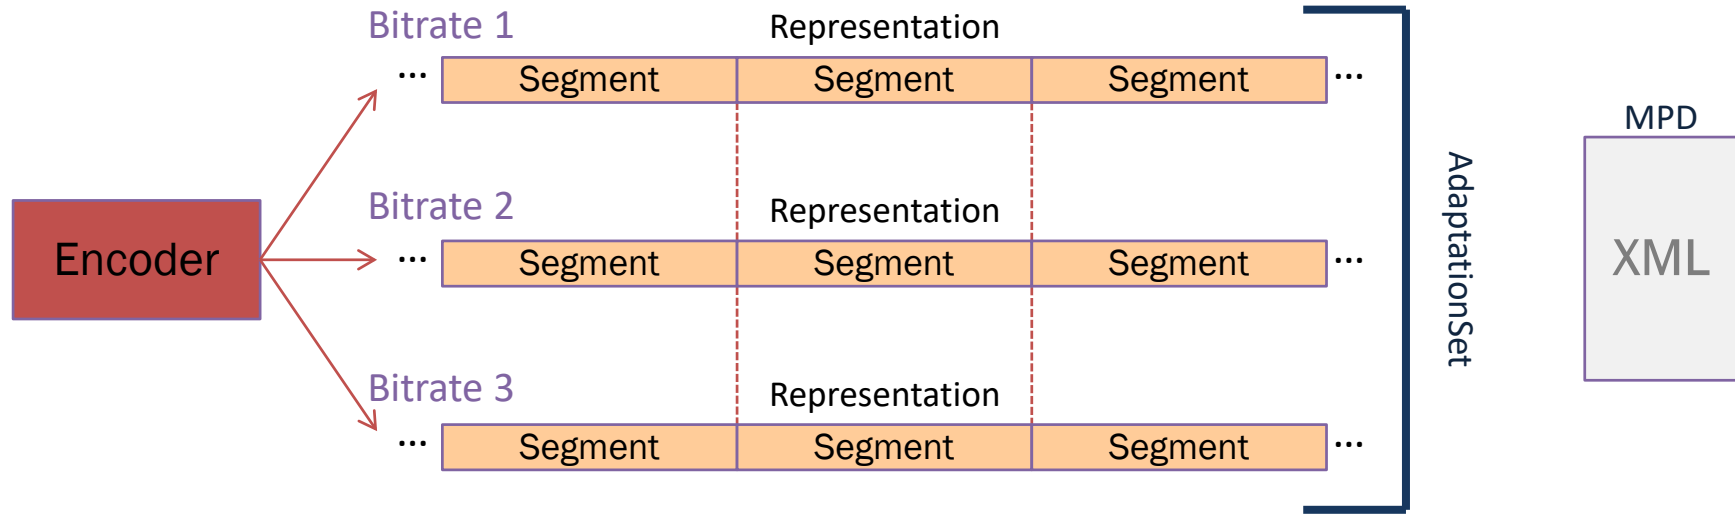 Bitrate 1
Representation
... Segment Segment Segment ...
MPD
AdaptationSet
Bitrate 2
Representation
Encoder
... Segment Segment Segment ...
XML
Bitrate 3
Representation
... Segment Segment Segment ...